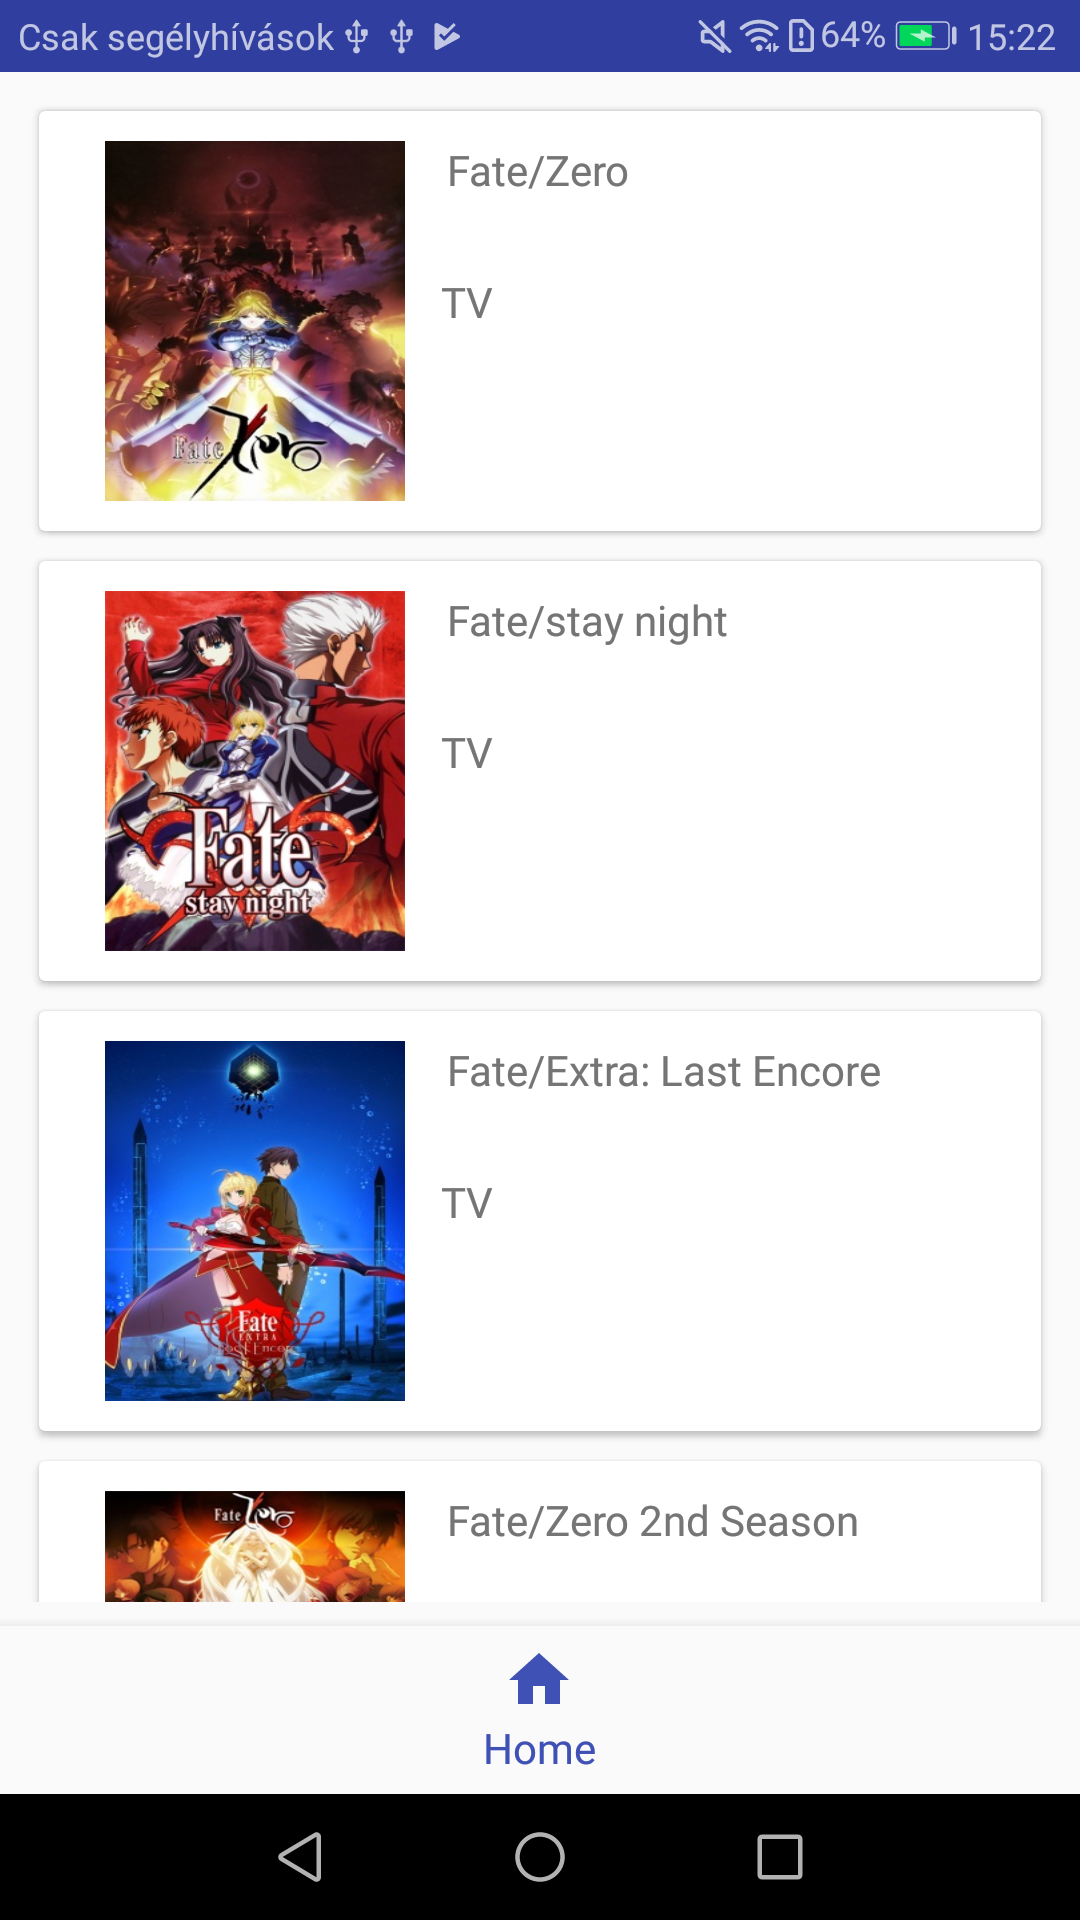 Csak segélyhívások 64% 15:22
Fate/Zero
TV
Fate Zero
Fate/stay night
TV
Fate
stay night
Fate/Extra: Last Encore
TV
Fate
EXTRA
Last Encore
Fate/Zero 2nd Season
Fate Zero
Home